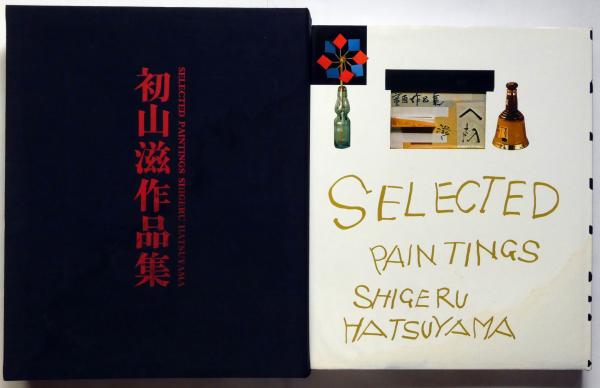 初山滋作品集
SELECTED PAINTINGS SHIGERU HATSUYAMA
SELECTED
PAINTINGS
SHIGERU
HATSUYAMA